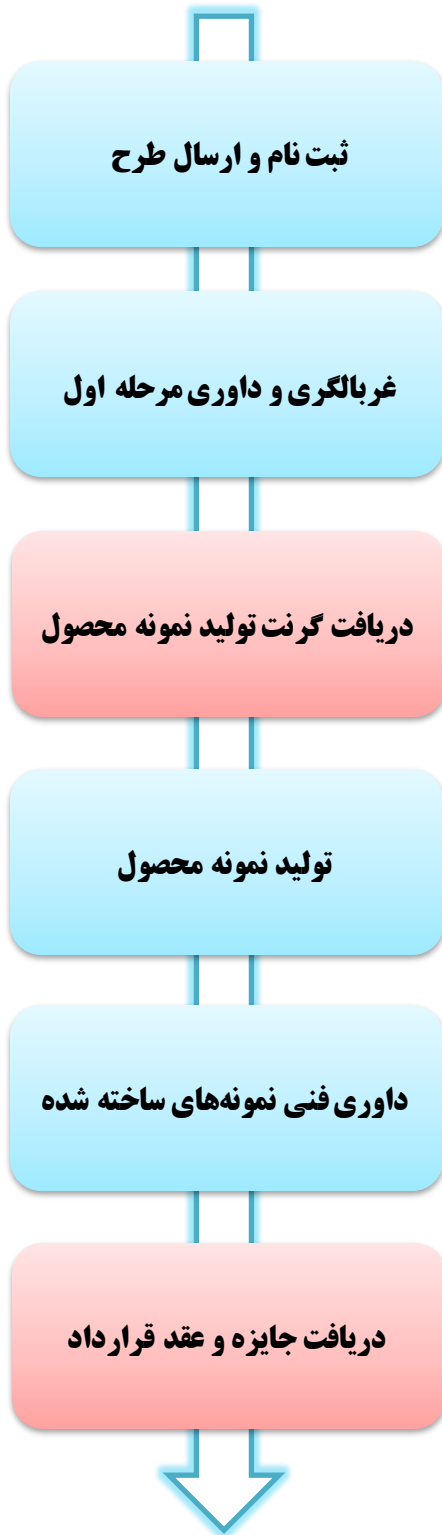 ثبت نام و ارسال طرح
غربالگری و داوری مرحله اول
دریافت گرنت تولید نمونه محصول
تولید نمونه محصول
داوری فنی نمونه‌های ساخته شده
دریافت جایزه و عقد قرارداد